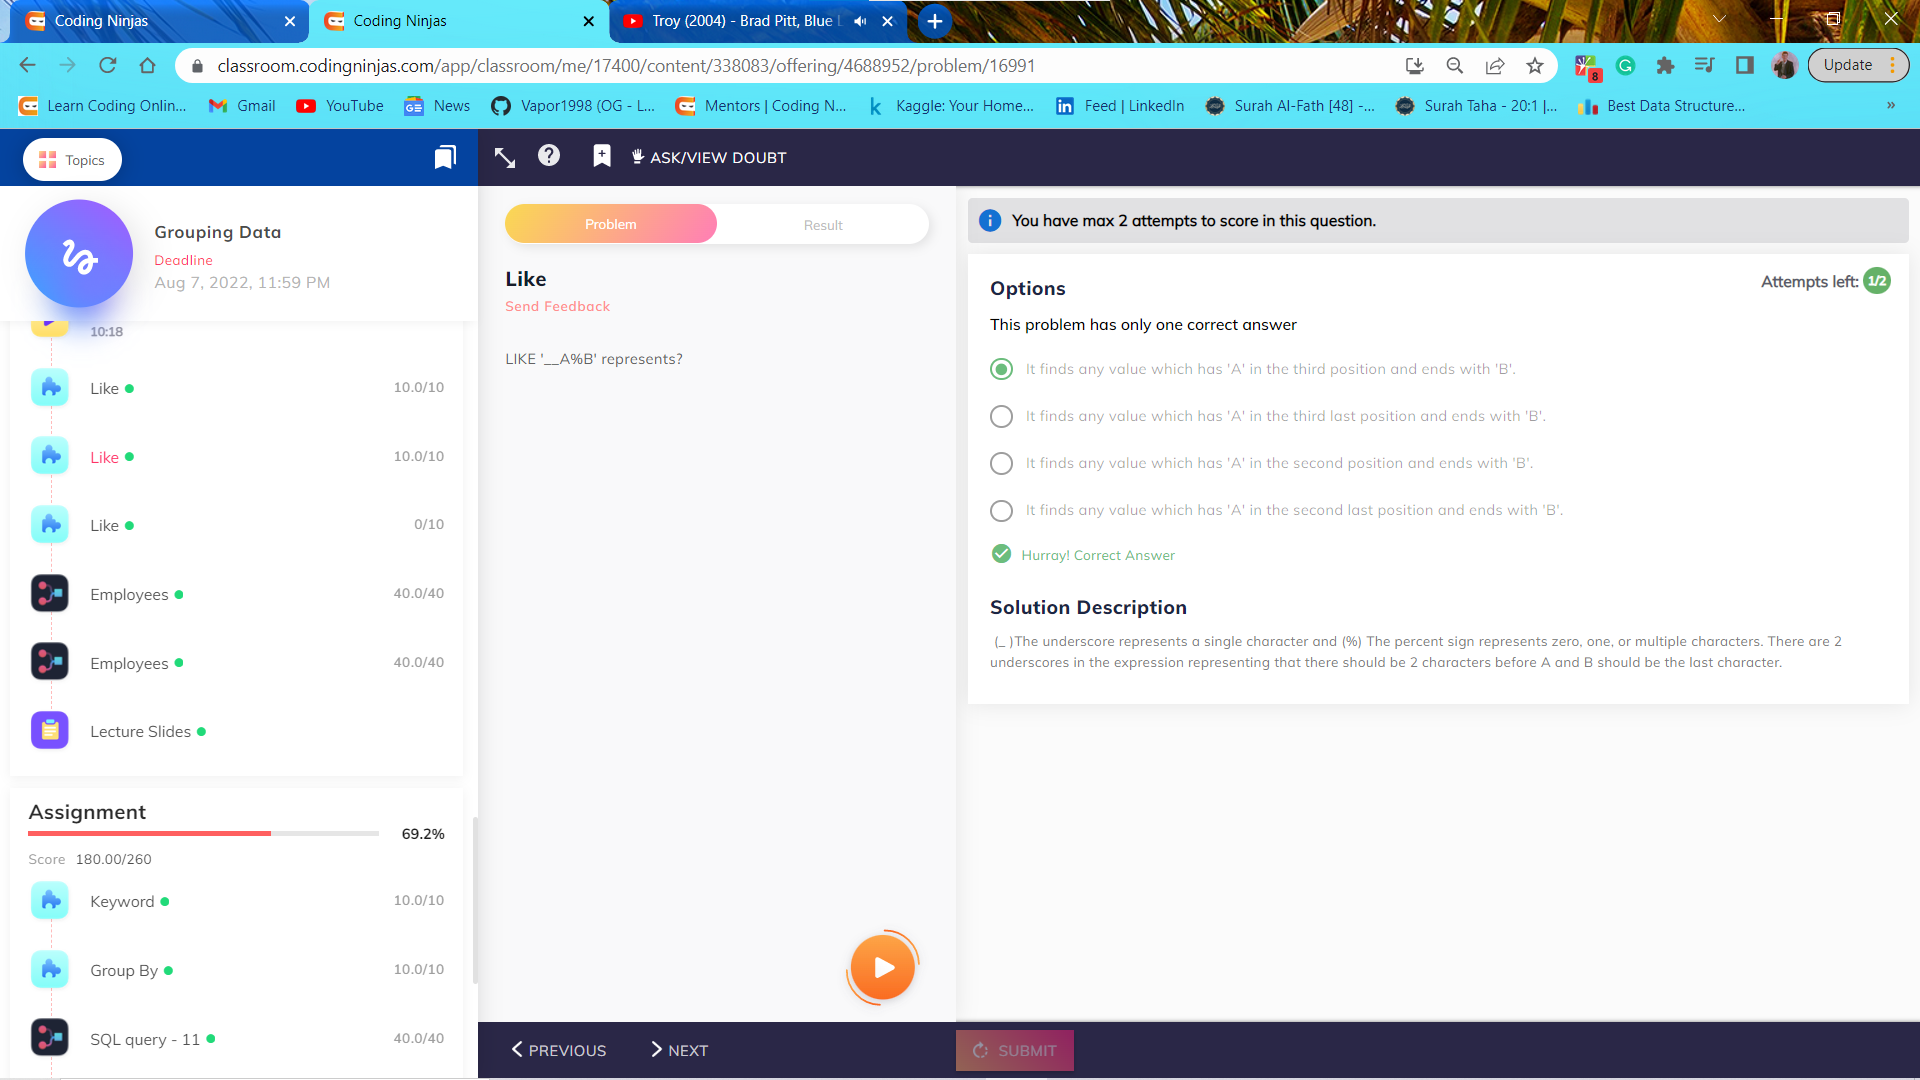 Coding Ninjas
Coding Ninjas
Troy (2004) - Brad Pitt, Blue
classroom.codingninjas.com/app/classroom/me/17400/content/338083/offering/4688952/problem/16991
8
Update
Learn Coding Onlin...
Gmail
YouTube
News
Vapor1998 (OG - L...
Mentors | Coding N...
Kaggle: Your Home...
Feed | LinkedIn
Surah Al-Fath [48] -...
Surah Taha - 20:1 |...
Best Data Structure...
»
Topics
ASK/VIEW DOUBT
Grouping Data
Deadline
Aug 7, 2022, 11:59 PM
10:18
Like 10.0/10
Like 10.0/10
Like 0/10
Employees 40.0/40
Employees 40.0/40
Lecture Slides
Assignment
69.2%
Score 180.00/260
Keyword 10.0/10
Group By 10.0/10
SQL query - 11 40.0/40
Problem
Result
Like
Send Feedback
LIKE '__A%B' represents?
You have max 2 attempts to score in this question.
Options
Attempts left: 1/2
This problem has only one correct answer
It finds any value which has 'A' in the third position and ends with 'B'.
It finds any value which has 'A' in the third last position and ends with 'B'.
It finds any value which has 'A' in the second position and ends with 'B'.
It finds any value which has 'A' in the second last position and ends with 'B'.
Hurray! Correct Answer
Solution Description
(_ )The underscore represents a single character and (%) The percent sign represents zero, one, or multiple characters. There are 2
underscores in the expression representing that there should be 2 characters before A and B should be the last character.
PREVIOUS
NEXT
SUBMIT